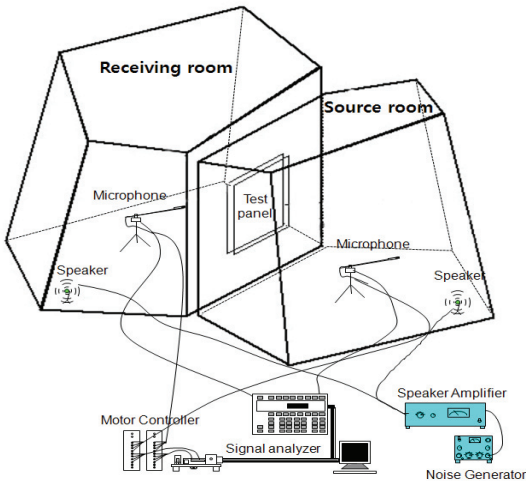 Receiving room
Source room
Microphone
Test
panel
Microphone
Speaker
Speaker
Speaker Amplifier
Motor Controller
Signal analyzer
Noise Generator